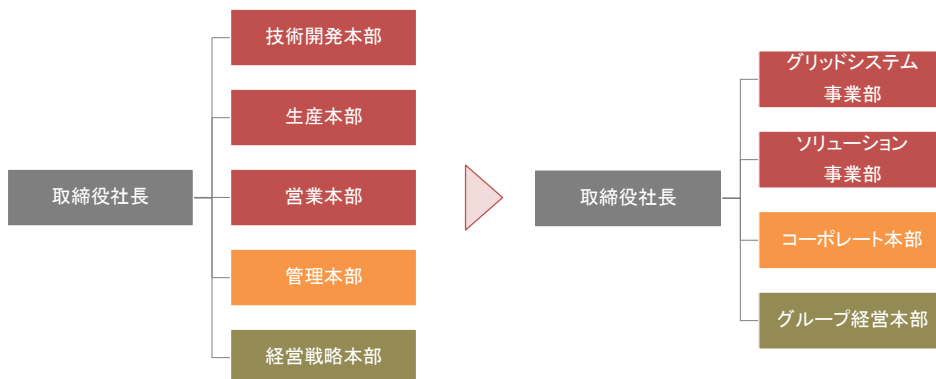 技術開発本部
生産本部
取締役社長
営業本部
管理本部
経営戦略本部
グリッドシステム
事業部
ソリューション
事業部
取締役社長
コーポレート本部
グループ経営本部